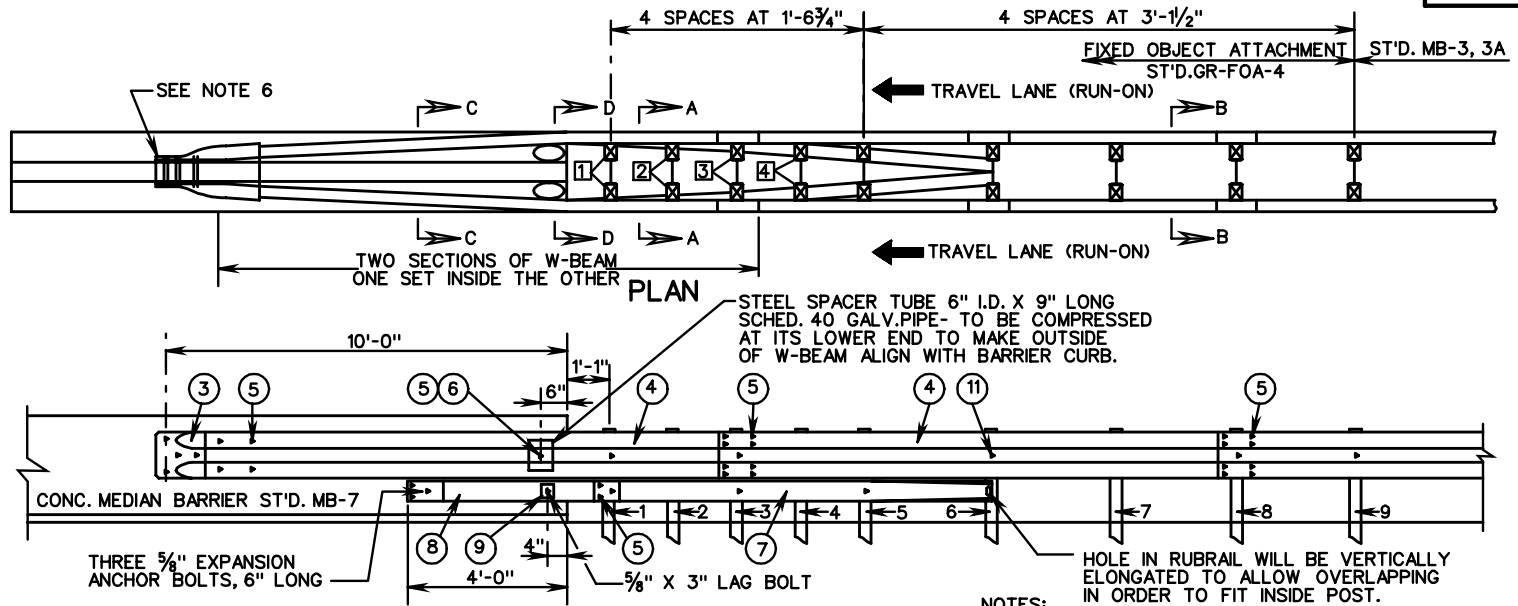 4 SPACES AT 1'-6¾"
4 SPACES AT 3'-1½"
FIXED OBJECT ATTACHMENT
ST'D.GR-FOA-4
ST'D. MB-3, 3A
SEE NOTE 6
TRAVEL LANE (RUN-ON)
C
D
A
B
1
2
3
4
C
D
A
B
TRAVEL LANE (RUN-ON)
TWO SECTIONS OF W-BEAM
ONE SET INSIDE THE OTHER
PLAN
STEEL SPACER TUBE 6" I.D. X 9" LONG
SCHED. 40 GALV.PIPE- TO BE COMPRESSED
AT ITS LOWER END TO MAKE OUTSIDE
OF W-BEAM ALIGN WITH BARRIER CURB.
10'-0"
1'-1"
6"
3
5
5
6
4
5
4
11
5
CONC. MEDIAN BARRIER ST'D. MB-7
1
2
3
4
5
6
7
8
9
8
9
5
7
4"
4'-0"
THREE ⅝" EXPANSION
ANCHOR BOLTS, 6" LONG
⅝" X 3" LAG BOLT
HOLE IN RUBRAIL WILL BE VERTICALLY
ELONGATED TO ALLOW OVERLAPPING
IN ORDER TO FIT INSIDE POST.
NOTES: